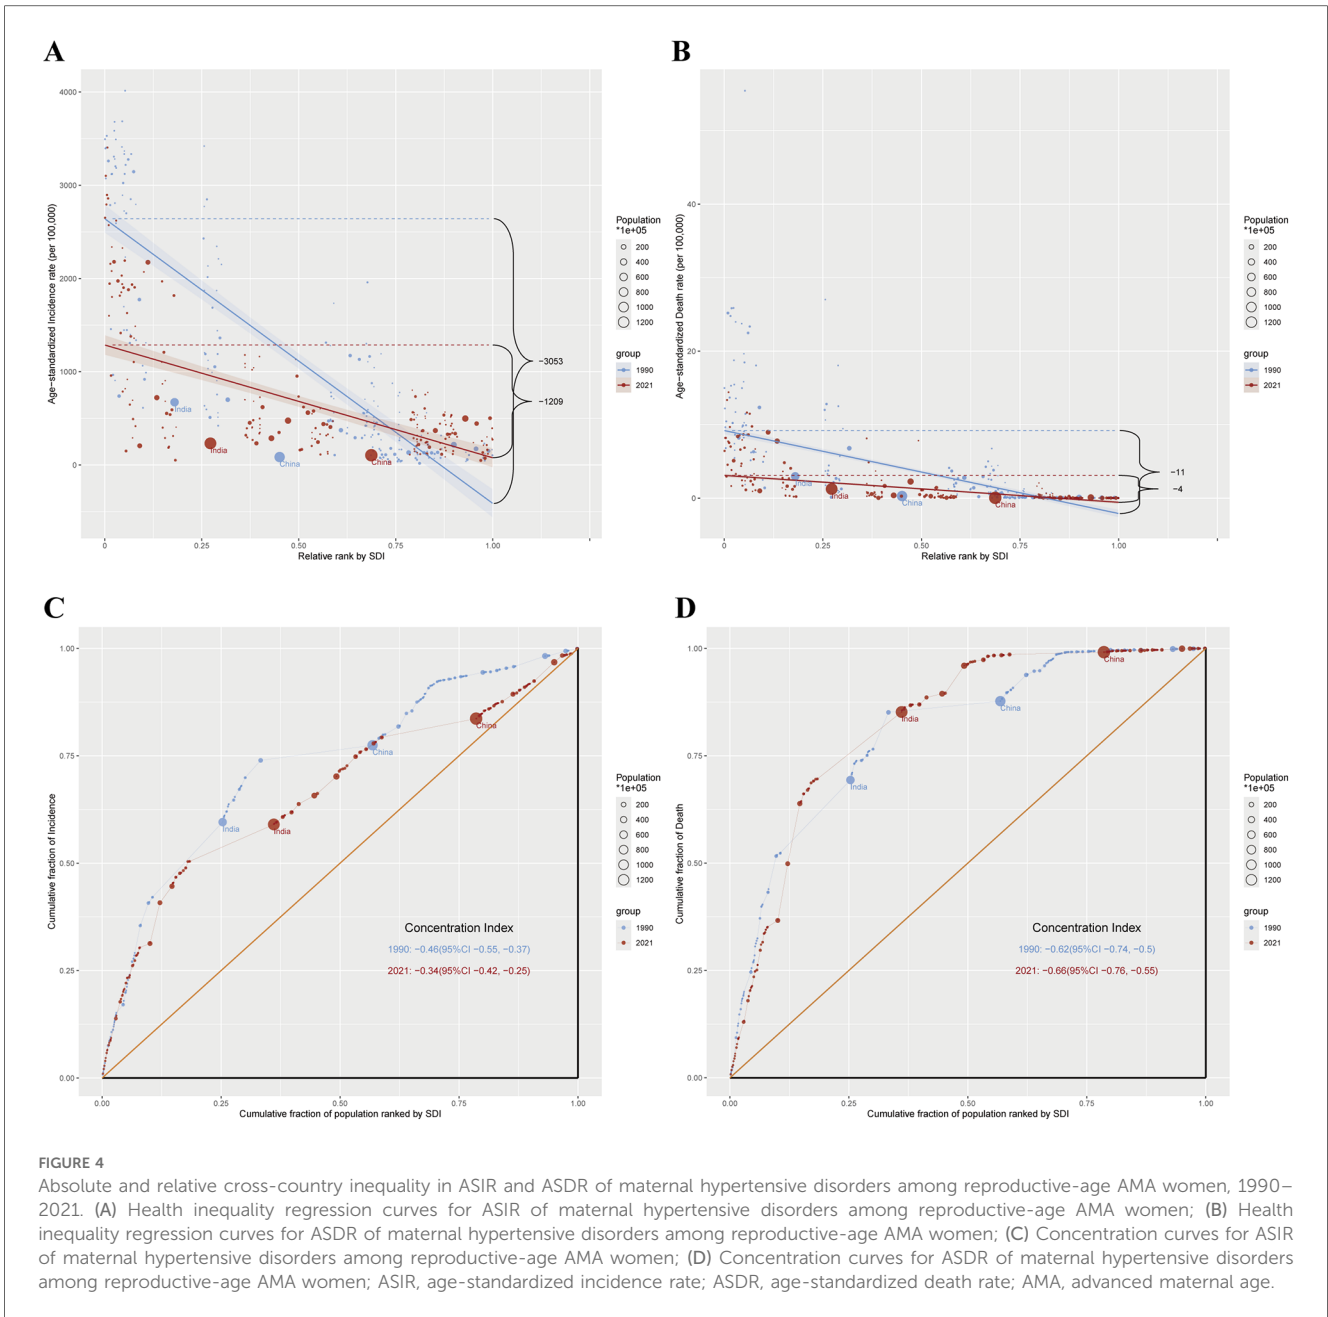 A
Age−standardized Incidence rate (per 100,000)
4000
3000
2000
1000
0
−3053
−1209
India
India
China
China
0
0.25
0.50
0.75
1.00
Relative rank by SDI
Population
*1e+05
200
400
600
800
1000
1200
group
1990
2021
B
Age−standardized Death rate (per 100,000)
40
20
0
−11
−4
India
India
China
China
0
0.25
0.50
0.75
1.00
Relative rank by SDI
Population
*1e+05
200
400
600
800
1000
1200
group
1990
2021
C
Cumulative fraction of Incidence
1.00
0.75
0.50
0.25
0.00
India
India
China
China
Concentration Index
1990: −0.46(95%CI −0.55, −0.37)
2021: −0.34(95%CI −0.42, −0.25)
0.00
0.25
0.50
0.75
1.00
Cumulative fraction of population ranked by SDI
Population
*1e+05
200
400
600
800
1000
1200
group
1990
2021
D
Cumulative fraction of Death
1.00
0.75
0.50
0.25
0.00
India
India
China
China
Concentration Index
1990: −0.62(95%CI −0.74, −0.5)
2021: −0.66(95%CI −0.76, −0.55)
0.00
0.25
0.50
0.75
1.00
Cumulative fraction of population ranked by SDI
Population
*1e+05
200
400
600
800
1000
1200
group
1990
2021
FIGURE 4
Absolute and relative cross-country inequality in ASIR and ASDR of maternal hypertensive disorders among reproductive-age AMA women, 1990–
2021. (A) Health inequality regression curves for ASIR of maternal hypertensive disorders among reproductive-age AMA women; (B) Health
inequality regression curves for ASDR of maternal hypertensive disorders among reproductive-age AMA women; (C) Concentration curves for ASIR
of maternal hypertensive disorders among reproductive-age AMA women; (D) Concentration curves for ASDR of maternal hypertensive disorders
among reproductive-age AMA women; ASIR, age-standardized incidence rate; ASDR, age-standardized death rate; AMA, advanced maternal age.